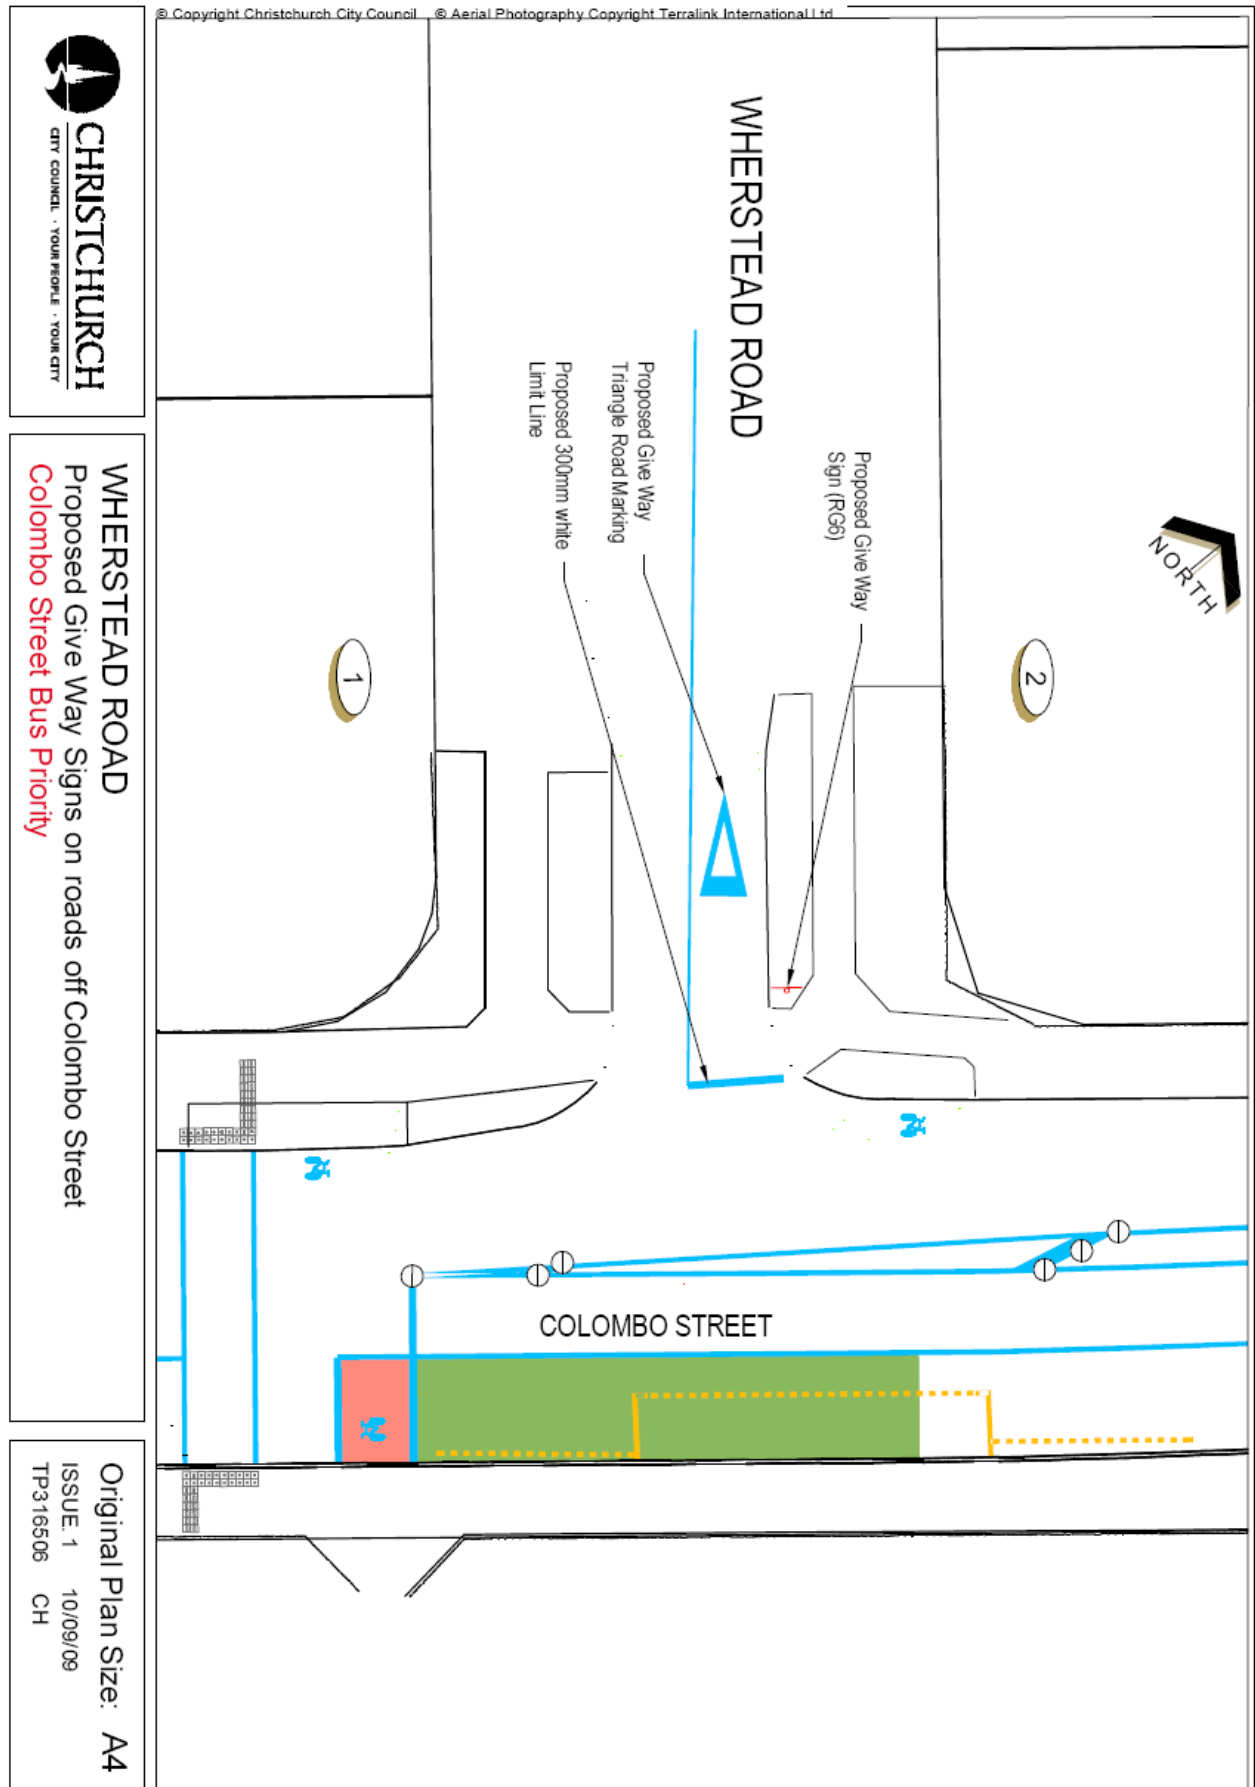 © Copyright Christchurch City Council © Aerial Photography Copyright Terralink International Ltd
WHERSTEAD ROAD
Proposed Give Way
Sign (RG6)
Proposed Give Way
Triangle Road Marking
Proposed 300mm white
Limit Line
NORTH
2
1
COLOMBO STREET
CHRISTCHURCH
CITY COUNCIL · YOUR PEOPLE · YOUR CITY
WHERSTEAD ROAD
Proposed Give Way Signs on roads off Colombo Street
Colombo Street Bus Priority
Original Plan Size: A4
ISSUE. 1 10/09/09
TP316506 CH